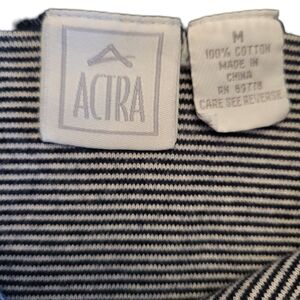 ACTRA
M
100% COTTON
MADE IN
CHINA
RN 89778
CARE SEE REVERSE